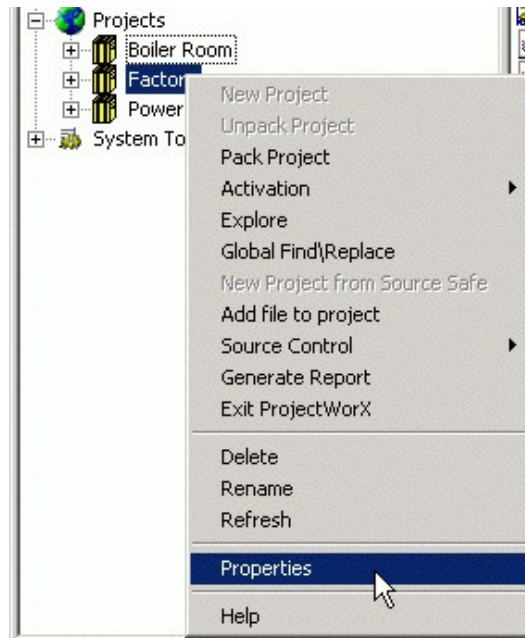 Projects
Boiler Room
Factor
Power
System To
New Project
Unpack Project
Pack Project
Activation
Explore
Global Find\Replace
New Project from Source Safe
Add file to project
Source Control
Generate Report
Exit ProjectWorX
Delete
Rename
Refresh
Properties
Help